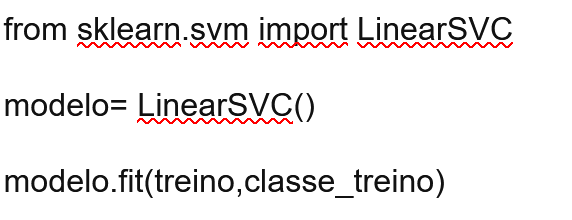 from sklearn.svm import LinearSVC
modelo= LinearSVC()
modelo.fit(treino,classe_treino)